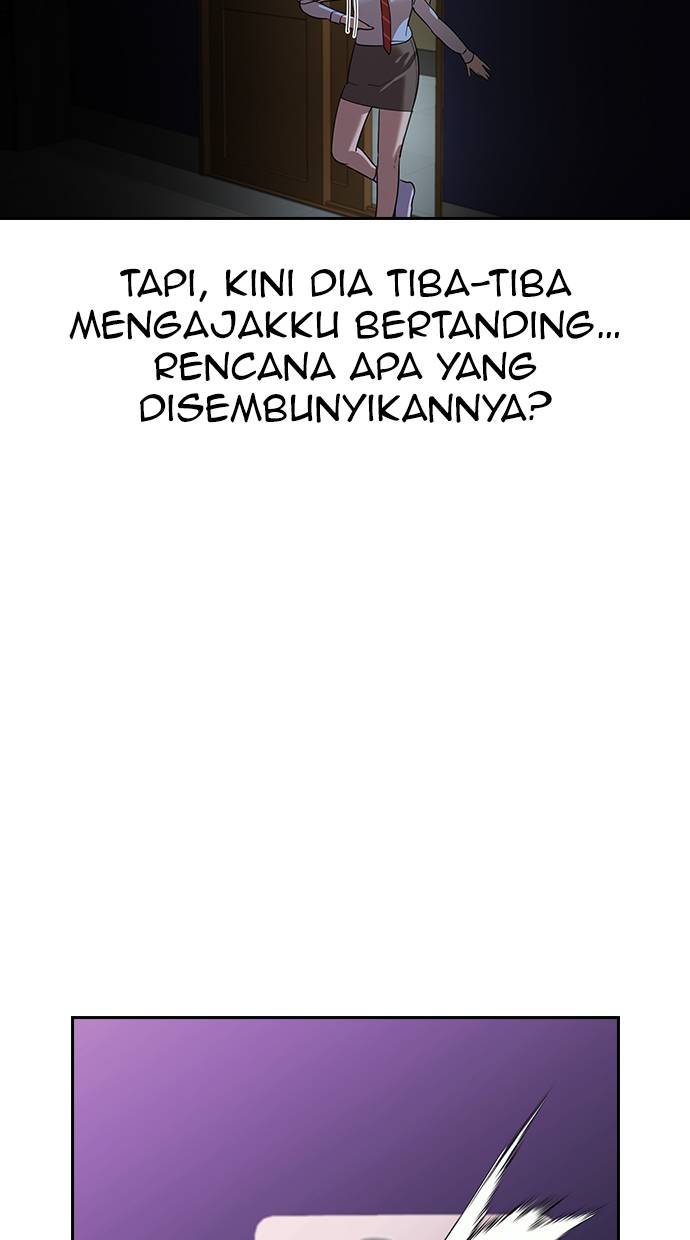 TAPI, KINI DIA TIBA-TIBA
MENGAJAKKU BERTANDING...
RENCANA APA YANG
DISEMBUNYIKANNYA?